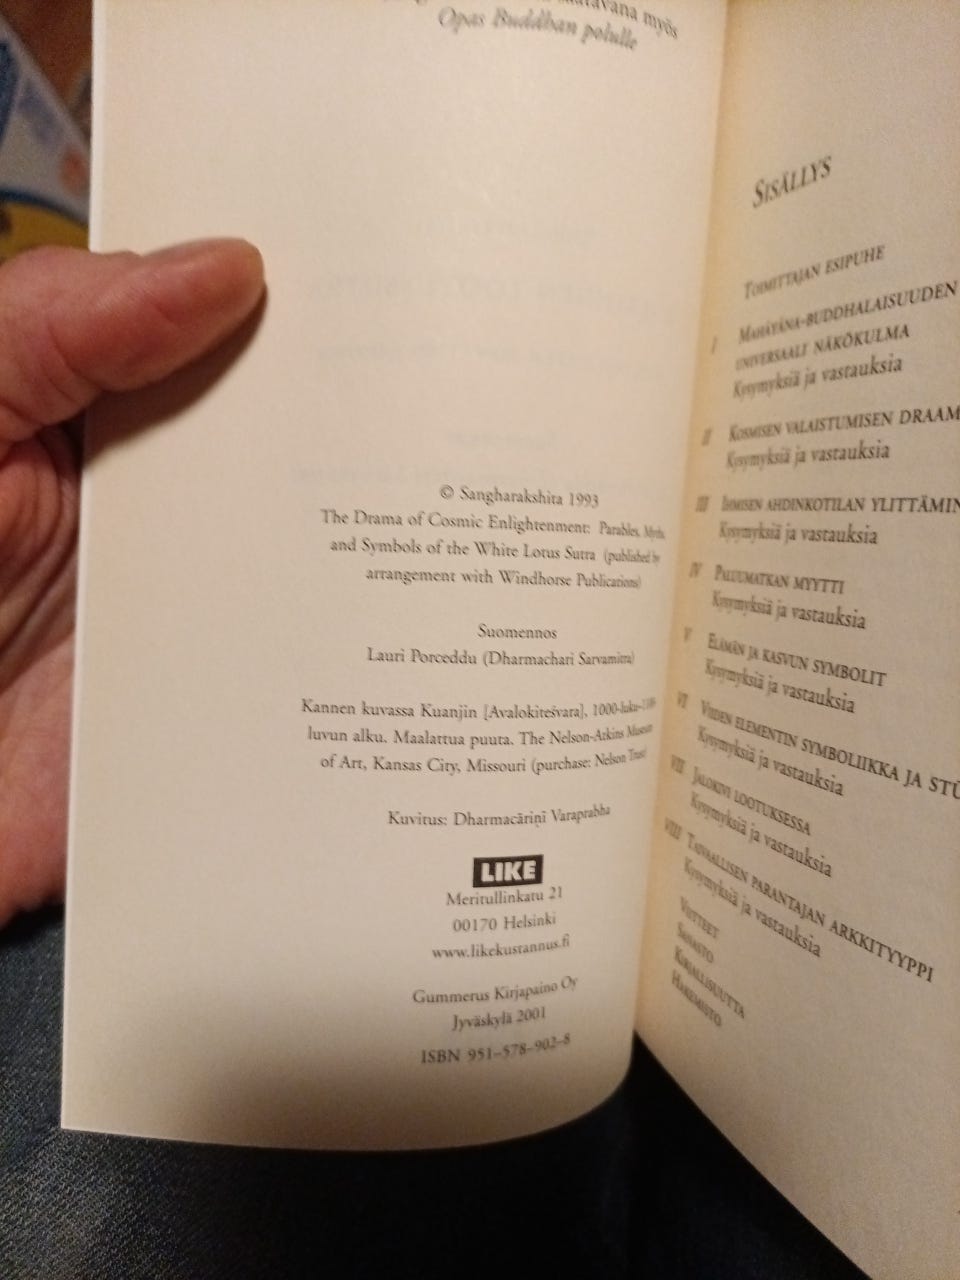 saatavana myös
Opas Buddhan polulle
© Sangharakshita 1993
The Drama of Cosmic Enlightenment: Parables, Myths,
and Symbols of the White Lotus Sutra (published by
arrangement with Windhorse Publications)
Suomennos
Lauri Porceddu (Dharmachari Sarvamitra)
Kannen kuvassa Kuanjin [Avalokiteśvara], 1000-luku–1100-
luvun alku. Maalattua puuta. The Nelson-Atkins Museum
of Art, Kansas City, Missouri (purchase: Nelson Trust)
Kuvitus: Dharmacāriṇi Varaprabha
LIKE
Meritullinkatu 21
00170 Helsinki
www.likekustannus.fi
Gummerus Kirjapaino Oy
Jyväskylä 2001
ISBN 951-578-902-8
SISÄLLYS
TOIMITTAJAN ESIPUHE
I MAHĀYĀNA-BUDDHALAISUUDEN
UNIVERSAALI NÄKÖKULMA
Kysymyksiä ja vastauksia
II KOSMISEN VALAISTUMISEN DRAAM
Kysymyksiä ja vastauksia
III IHMISEN AHDINKOTILAN YLITTÄMIN
Kysymyksiä ja vastauksia
IV PALUUMATKAN MYYTTI
Kysymyksiä ja vastauksia
V ELÄMÄN JA KASVUN SYMBOLIT
Kysymyksiä ja vastauksia
VI VIIDEN ELEMENTIN SYMBOLIIKKA JA STŪ
Kysymyksiä ja vastauksia
VII JALOKIVI LOOTUKSESSA
Kysymyksiä ja vastauksia
VIII TAIVAALLISEN PARANTAJAN ARKKITYYPPI
Kysymyksiä ja vastauksia
VIITTEET
SANASTO
KIRJALLISUUTTA
HAKEMISTO